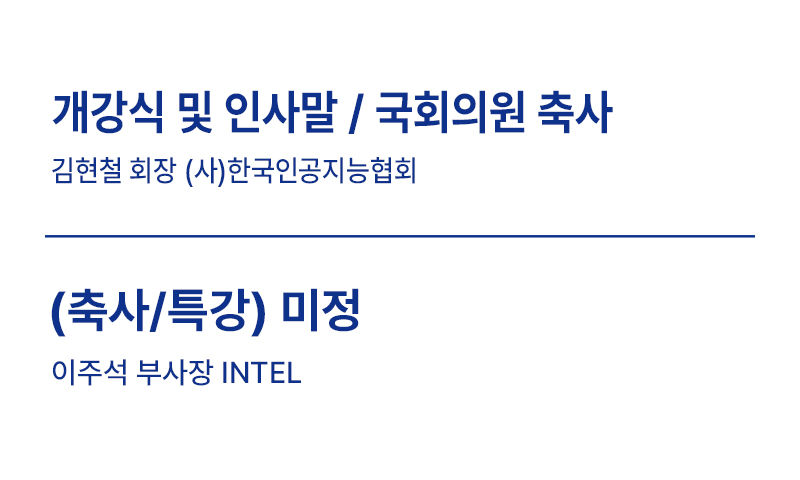 개강식 및 인사말 / 국회의원 축사
김현철 회장 (사)한국인공지능협회
(축사/특강) 미정
이주석 부사장 INTEL